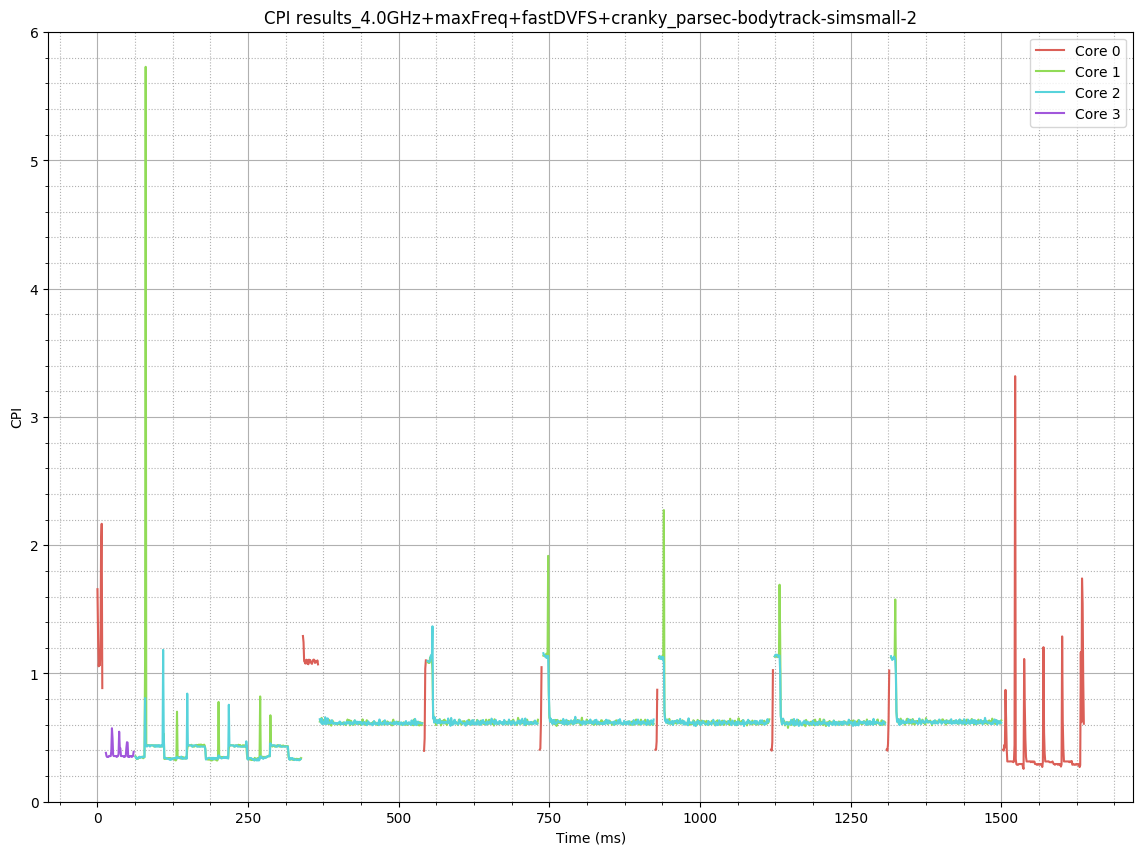 CPI results_4.0GHz+maxFreq+fastDVFS+cranky_parsec-bodytrack-simsmall-2
Core 0
Core 1
Core 2
Core 3
CPI
6
5
4
3
2
1
0
0 250 500 750 1000 1250 1500
Time (ms)